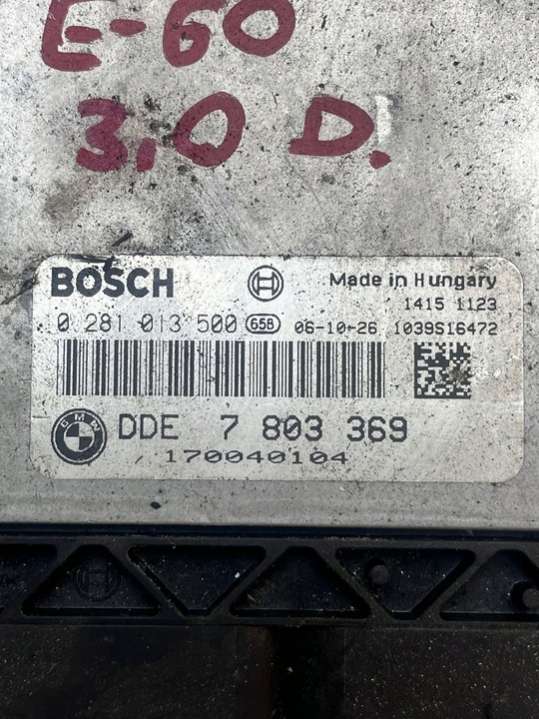 E-60
3,0 D.
BOSCH
Made in Hungary
1415 1123
0 281 013 500 658 06-10-26 1039S16472
BMW
DDE 7 803 369
170040104